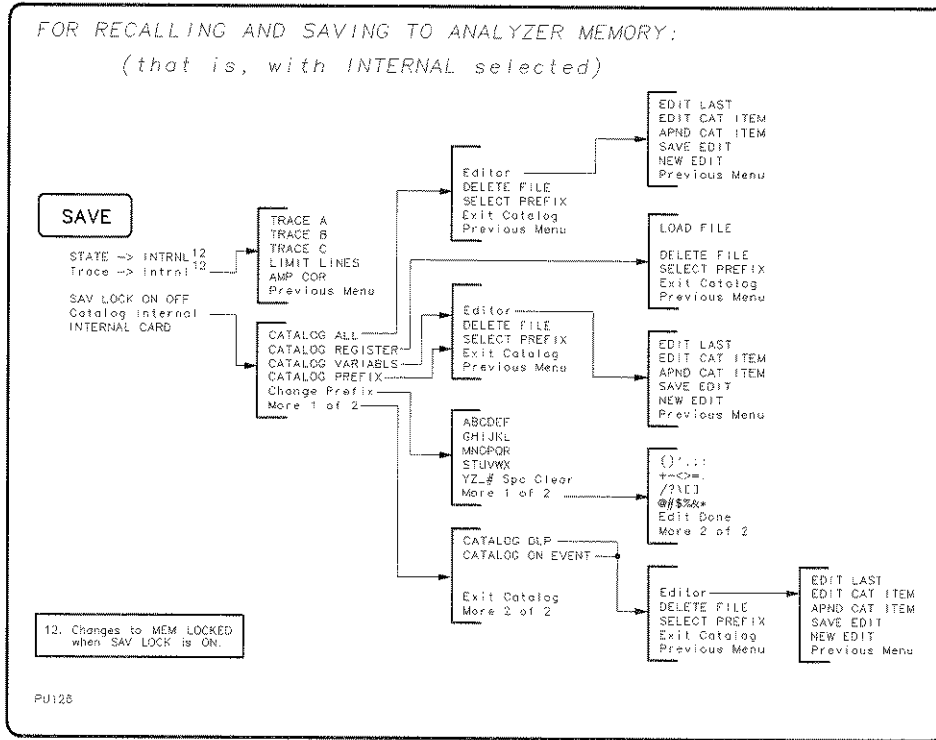 FOR RECALLING AND SAVING TO ANALYZER MEMORY:
(that is, with INTERNAL selected)
SAVE
STATE -> INTRNL 12
Trace -> Intrnl 12
SAV LOCK ON OFF
Catalog Internal
INTERNAL CARD
TRACE A
TRACE B
TRACE C
LIMIT LINES
AMP COR
Previous Menu
CATALOG ALL
CATALOG REGISTER
CATALOG VARIABLS
CATALOG PREFIX
Change Prefix
More 1 of 2
Editor
DELETE FILE
SELECT PREFIX
Exit Catalog
Previous Menu
EDIT LAST
EDIT CAT ITEM
APND CAT ITEM
SAVE EDIT
NEW EDIT
Previous Menu
LOAD FILE
DELETE FILE
SELECT PREFIX
Exit Catalog
Previous Menu
Editor
DELETE FILE
SELECT PREFIX
Exit Catalog
Previous Menu
EDIT LAST
EDIT CAT ITEM
APND CAT ITEM
SAVE EDIT
NEW EDIT
Previous Menu
ABCDEF
GHIJKL
MNOPQR
STUVWX
YZ_# Spc Clear
More 1 of 2
/?\[]
@#$%&*
Edit Done
More 2 of 2
CATALOG DLP
CATALOG ON EVENT
Exit Catalog
More 2 of 2
Editor
DELETE FILE
SELECT PREFIX
Exit Catalog
Previous Menu
EDIT LAST
EDIT CAT ITEM
APND CAT ITEM
SAVE EDIT
NEW EDIT
Previous Menu
12. Changes to MEM LOCKED
when SAV LOCK is ON.